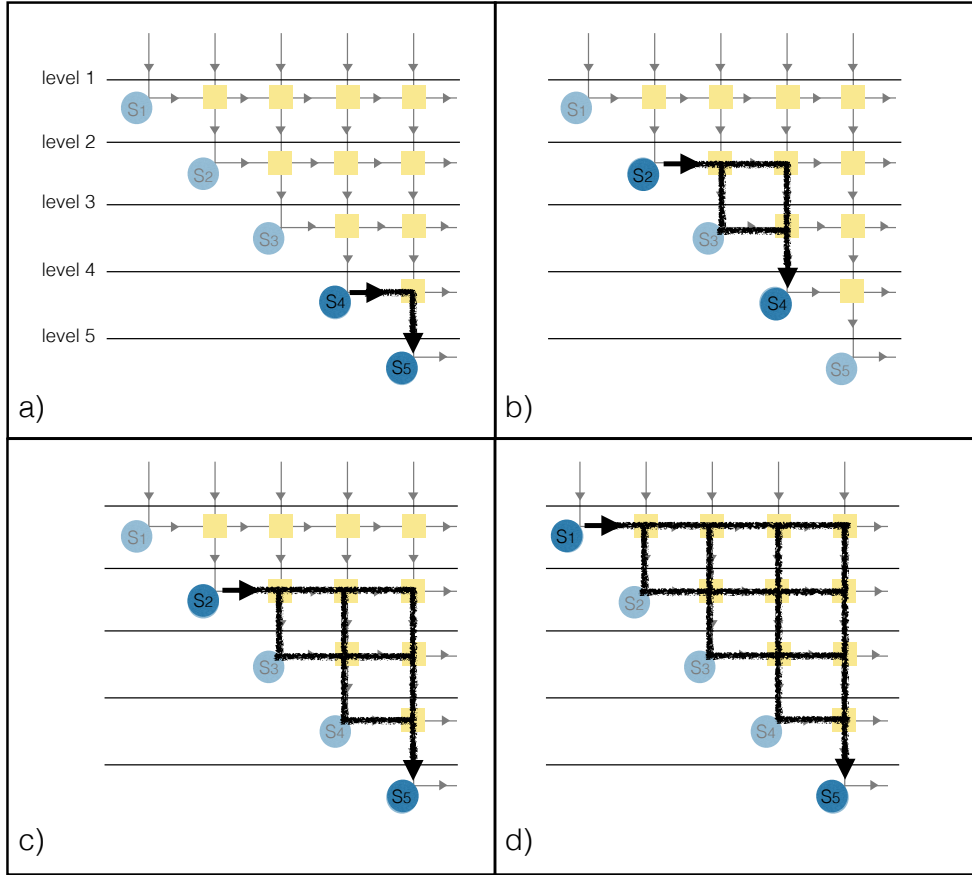 level 1
S1
level 2
S2
level 3
S3
level 4
S4
level 5
S5
a)
S1
S2
S3
S4
S5
b)
S1
S2
S3
S4
S5
c)
S1
S2
S3
S4
S5
d)